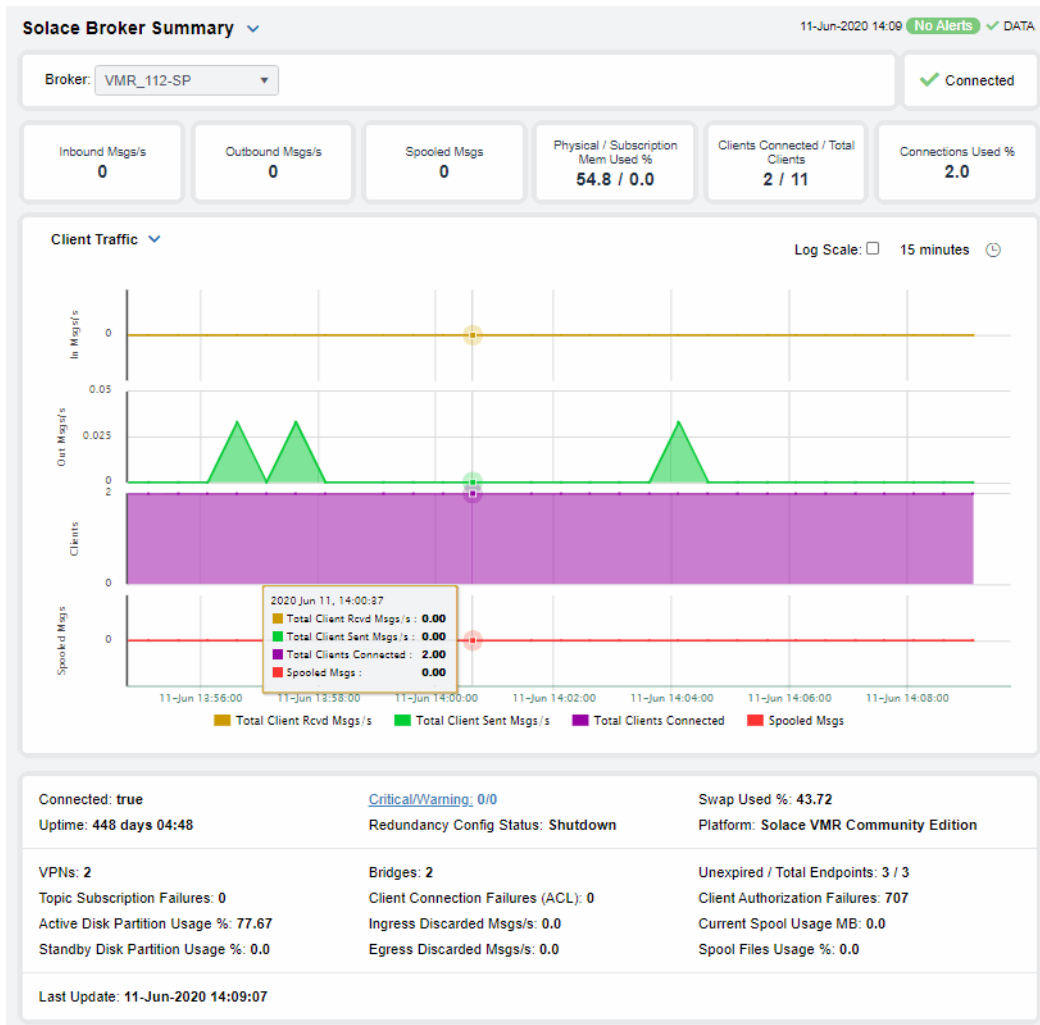 Solace Broker Summary
11-Jun-2020 14:09 No Alerts DATA
Broker: VMR_112-SP
Connected
Inbound Msgs/s
0
Outbound Msgs/s
0
Spooled Msgs
0
Physical / Subscription
Mem Used %
54.8 / 0.0
Clients Connected / Total
Clients
2 / 11
Connections Used %
2.0
Client Traffic
Log Scale: 15 minutes
In Msgs/s
0
Out Msgs/s
0.05
0.025
0
Clients
2
0
Spooled Msgs
0
2020 Jun 11, 14:00:37
Total Client Rcvd Msgs/s : 0.00
Total Client Sent Msgs/s : 0.00
Total Clients Connected : 2.00
Spooled Msgs : 0.00
11-Jun 13:56:00 11-Jun 13:58:00 11-Jun 14:00:00 11-Jun 14:02:00 11-Jun 14:04:00 11-Jun 14:06:00 11-Jun 14:08:00
Total Client Rcvd Msgs/s Total Client Sent Msgs/s Total Clients Connected Spooled Msgs
Connected: true
Critical/Warning: 0/0
Swap Used %: 43.72
Uptime: 448 days 04:48
Redundancy Config Status: Shutdown
Platform: Solace VMR Community Edition
VPNs: 2
Bridges: 2
Unexpired / Total Endpoints: 3 / 3
Topic Subscription Failures: 0
Client Connection Failures (ACL): 0
Client Authorization Failures: 707
Active Disk Partition Usage %: 77.67
Ingress Discarded Msgs/s: 0.0
Current Spool Usage MB: 0.0
Standby Disk Partition Usage %: 0.0
Egress Discarded Msgs/s: 0.0
Spool Files Usage %: 0.0
Last Update: 11-Jun-2020 14:09:07